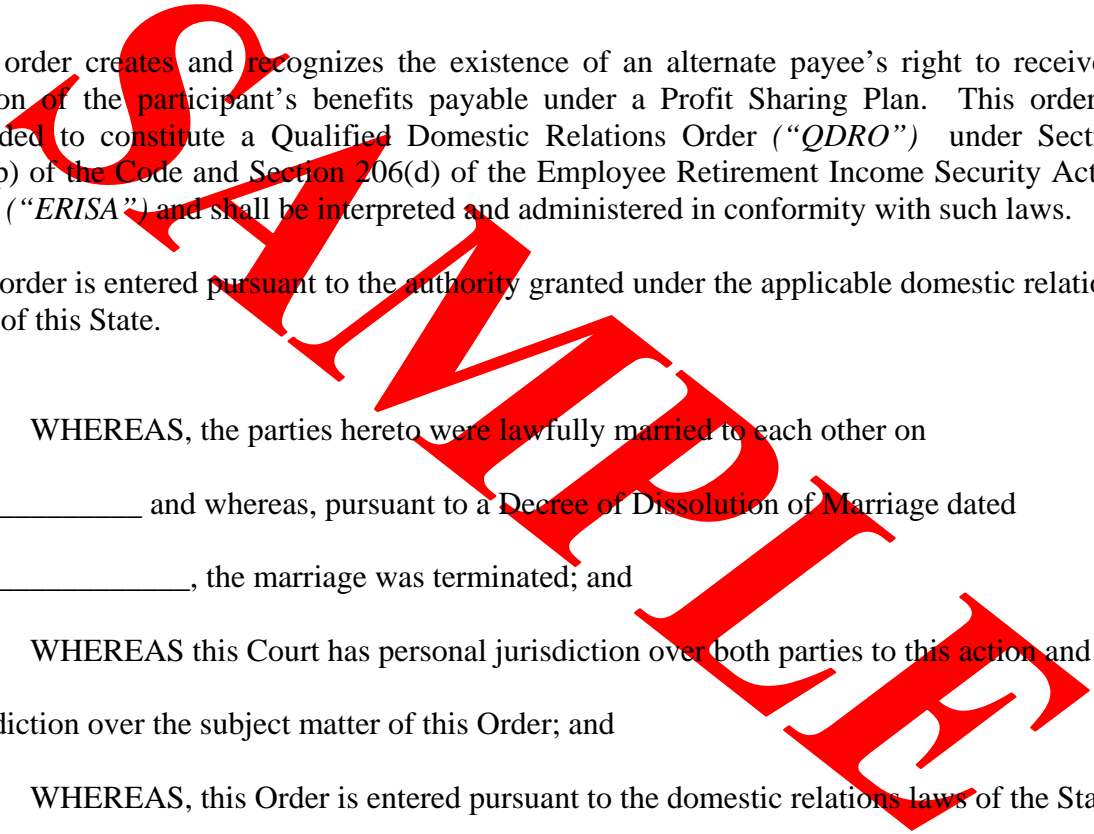 order creates and recognizes the existence of an alternate payee’s right to receive
on of the participant’s benefits payable under a Profit Sharing Plan. This order
ded to constitute a Qualified Domestic Relations Order (“QDRO”) under Secti
) of the Code and Section 206(d) of the Employee Retirement Income Security Act
(“ERISA”) and shall be interpreted and administered in conformity with such laws.
order is entered pursuant to the authority granted under the applicable domestic relatio
of this State.
WHEREAS, the parties hereto were lawfully married to each other on
_________ and whereas, pursuant to a Decree of Dissolution of Marriage dated
____________, the marriage was terminated; and
WHEREAS this Court has personal jurisdiction over both parties to this action and
diction over the subject matter of this Order; and
WHEREAS, this Order is entered pursuant to the domestic relations laws of the Sta
SAMPLE